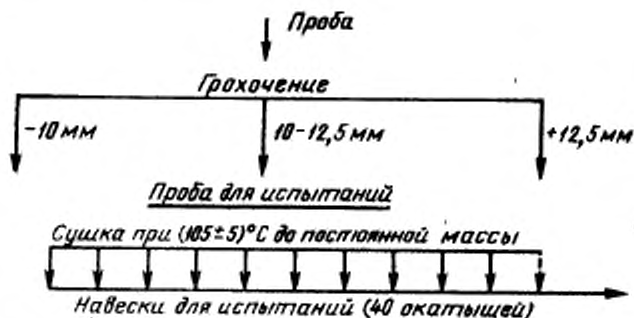 Проба
Грохочение
-10 мм
10-12,5 мм
+12,5 мм
Проба для испытаний
Сушка при (105±5)°С до постоянной массы
Навески для испытаний (40 окатышей)